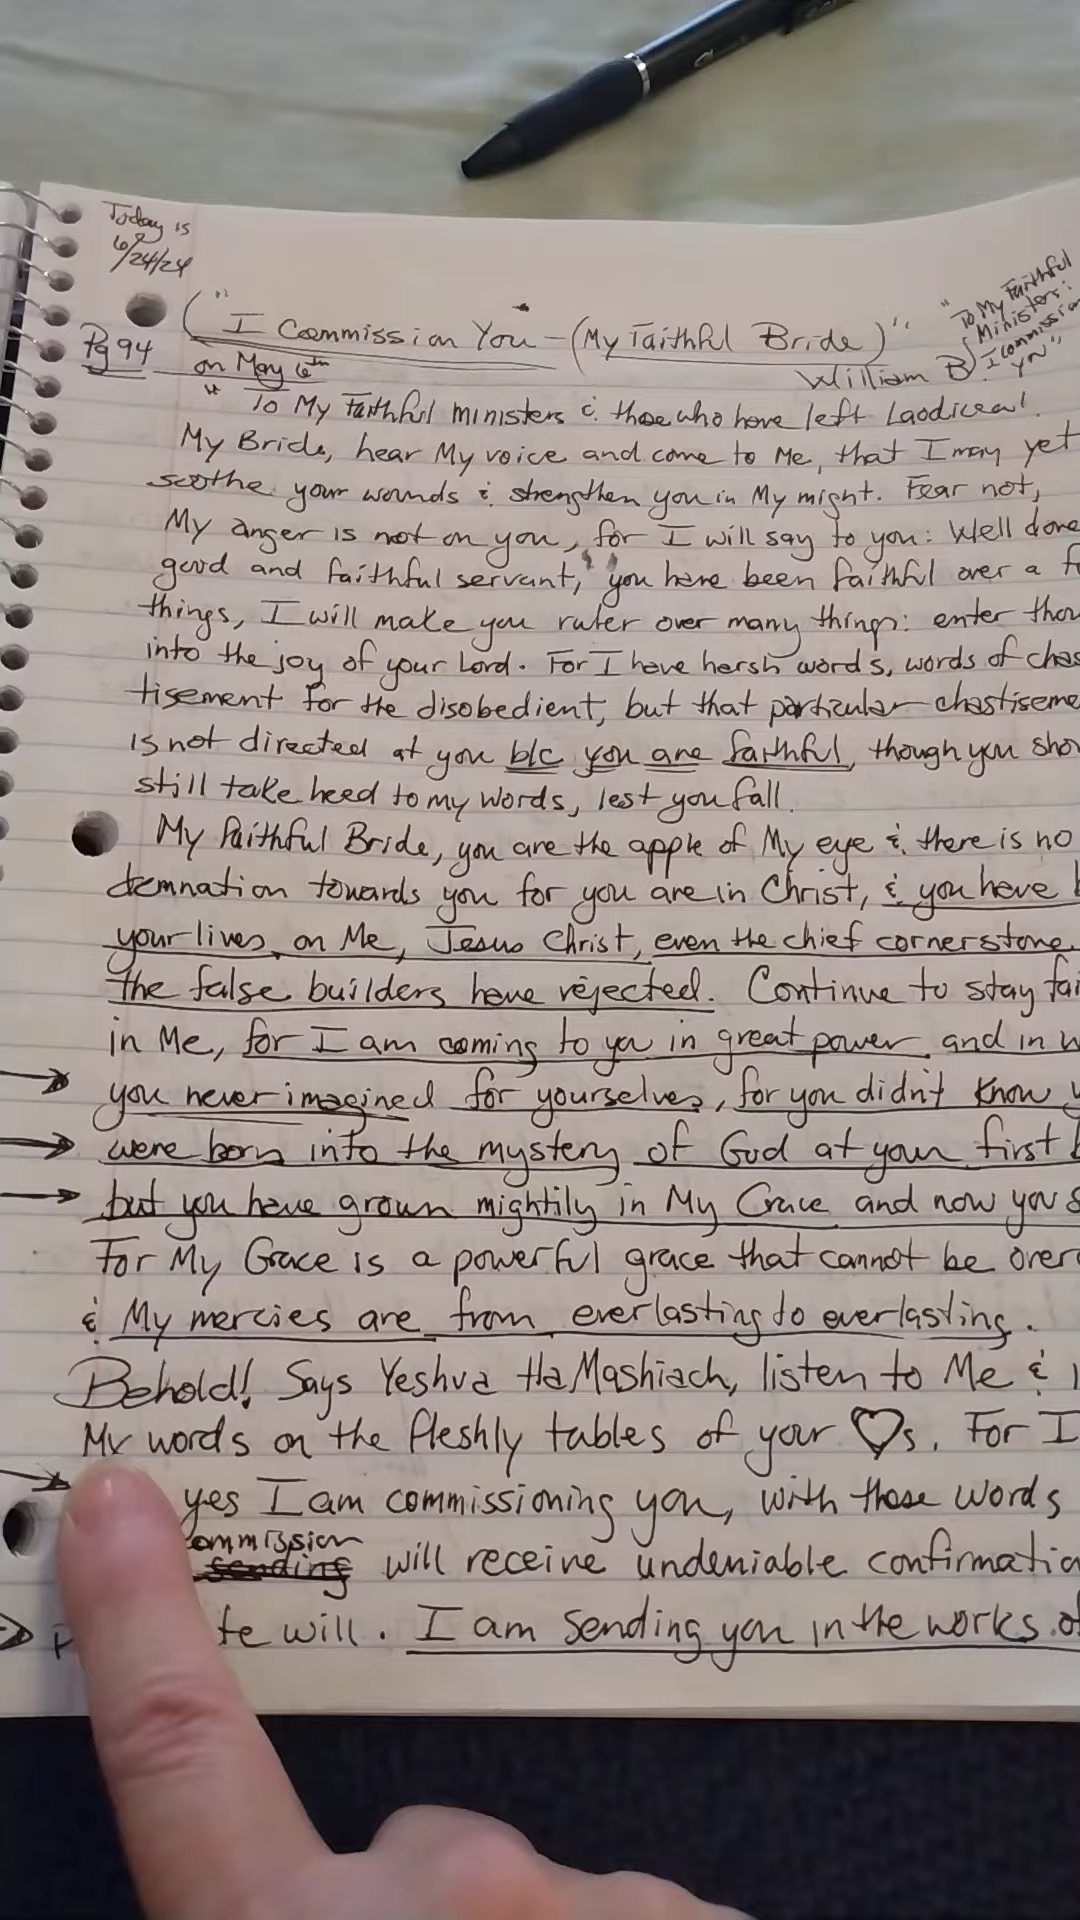 Today is
6/24/24
("I Commission You - (My Faithful Bride)"
"To My Faithful
Ministers:
I commission
you"
Pg 94
on May 6th
William B.
" To My Faithful ministers & those who have left Laodicea!
My Bride, hear My voice and come to Me, that I may yet
soothe your wounds & strengthen you in My might. Fear not,
My anger is not on you, for I will say to you: Well done
good and faithful servant, you have been faithful over a
things, I will make you ruler over many things: enter thou
into the joy of your Lord. For I have harsh words, words of chas
tisement for the disobedient, but that particular chastiseme
is not directed at you b/c you are faithful, though you
still take heed to my words, lest you fall.
My Faithful Bride, you are the apple of My eye & there is no
demnation towards you for you are in Christ, & you have
your lives on Me, Jesus Christ, even the chief cornerstone
the false builders have rejected. Continue to stay
in Me, for I am coming to you in great power and in
you never imagined for yourselves, for you didn't know
were born into the mystery of God at your first
but you have grown mightily in My Grace and now you
For My Grace is a powerful grace that cannot be over
& My mercies are from everlasting to everlasting.
Behold! Says Yeshua Ha Mashiach, listen to Me &
My words on the fleshly tables of your ♡s. For I
yes I am commissioning you, with these words
ommission
sending will receive undeniable confirmatio
te will. I am sending you in the works of